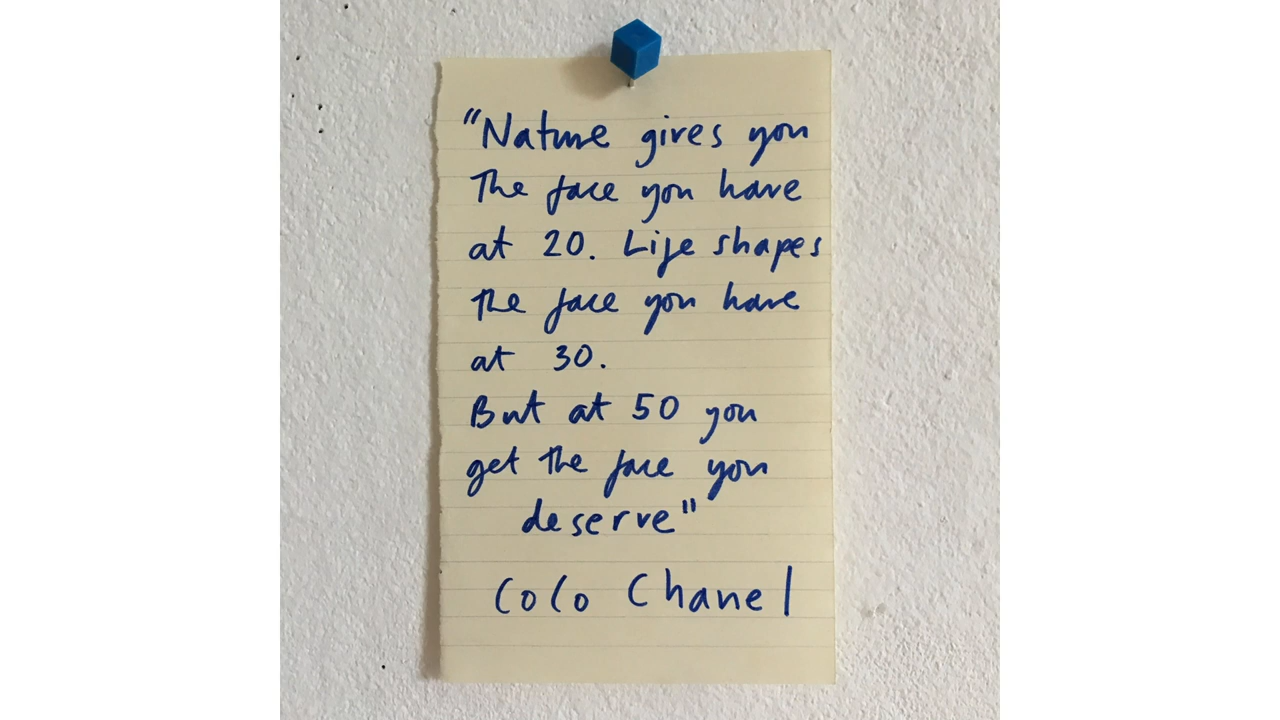 "Nature gives you
The face you have
at 20. Life shapes
the face you have
at 30.
But at 50 you
get the face you
deserve"
Coco Chanel